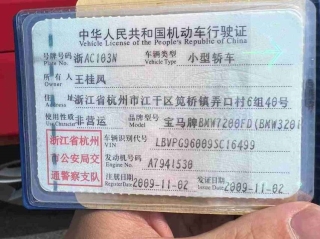 中华人民共和国机动车行驶证
Vehicle License of the People's Republic of China
号牌号码 浙AC103N 车辆类型 小型轿车
Plate No. Vehicle Type
所有人 王桂凤
Owner
住址 浙江省杭州市江干区笕桥镇弄口村6组40号
Address
使用性质 非营运 品牌型号 宝马牌BMW7200FD(BMW320i
Use Character Model
浙江省杭州
市公安局交
通警察支队
车辆识别代号 LBVPG96009SC16499
VIN
发动机号码 A7941530
Engine No.
注册日期 2009-11-02 发证日期 2009-11-02
Register Date Issue Date